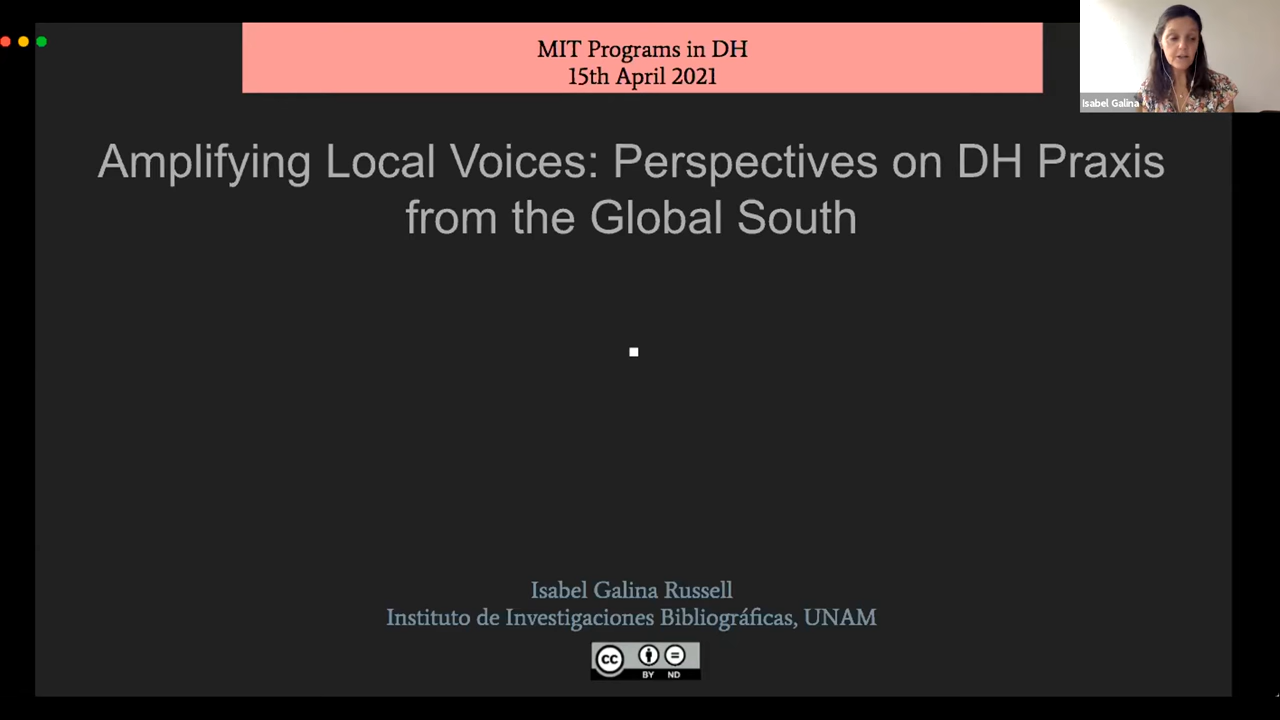 MIT Programs in DH
15th April 2021
Isabel Galina
Amplifying Local Voices: Perspectives on DH Praxis
from the Global South
Isabel Galina Russell
Instituto de Investigaciones Bibliográficas, UNAM
cc
BY ND